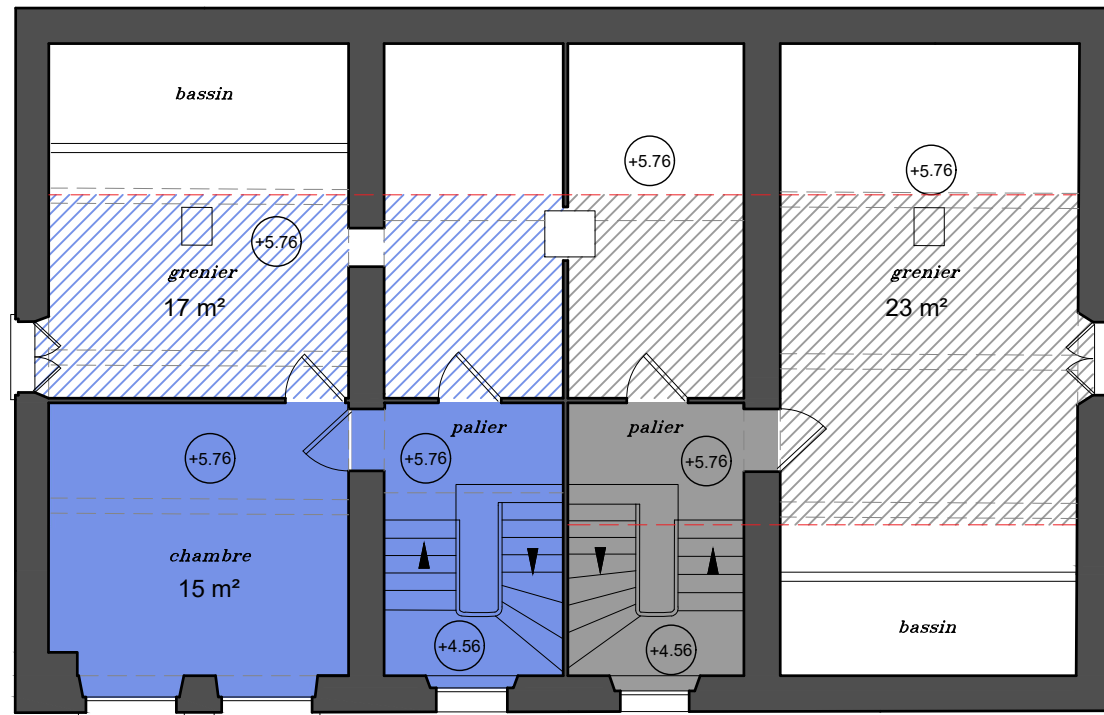 bassin
+5.76
+5.76
+5.76
grenier
17 m²
grenier
23 m²
palier
palier
+5.76
+5.76
+5.76
chambre
15 m²
bassin
+4.56
+4.56